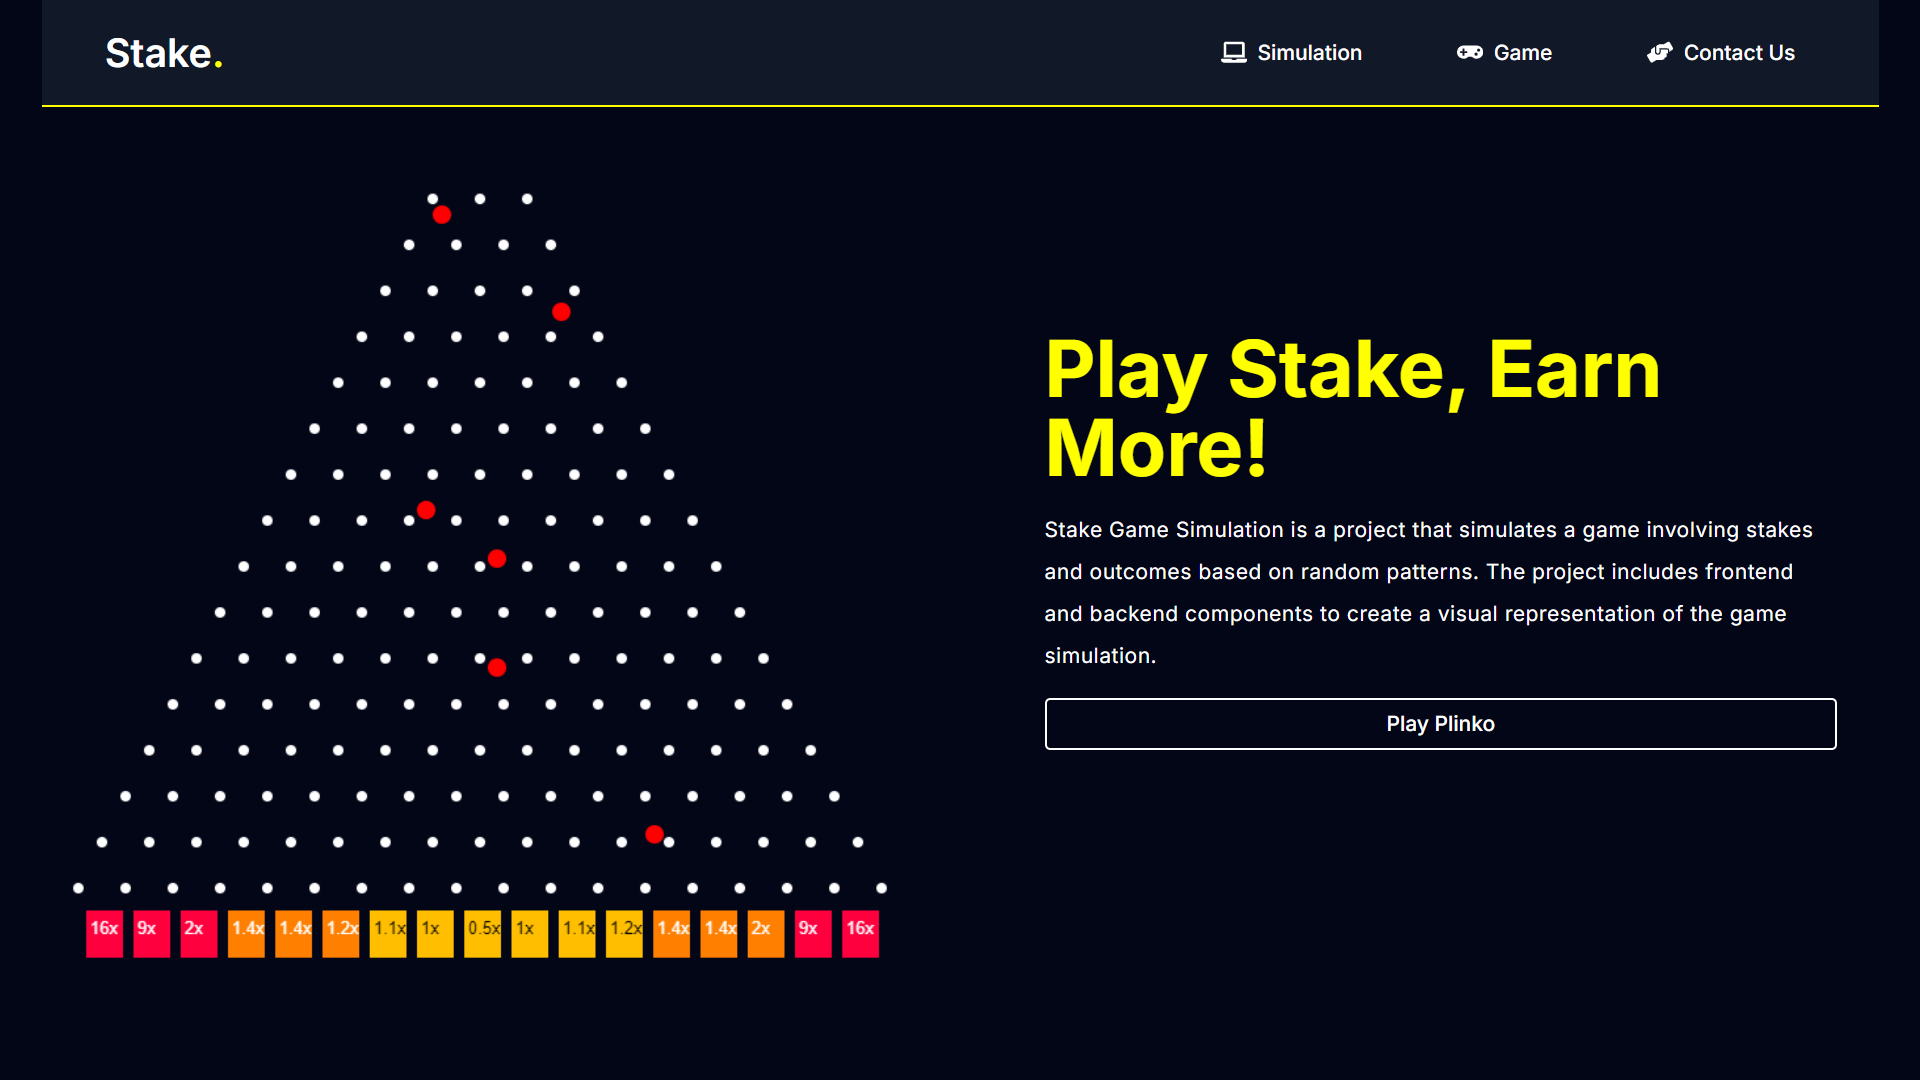 Stake.
Simulation
Game
Contact Us
Play Stake, Earn
More!
Stake Game Simulation is a project that simulates a game involving stakes
and outcomes based on random patterns. The project includes frontend
and backend components to create a visual representation of the game
simulation.
Play Plinko
16x 9x 2x 1.4x 1.4x 1.2x 1.1x 1x 0.5x 1x 1.1x 1.2x 1.4x 1.4x 2x 9x 16x